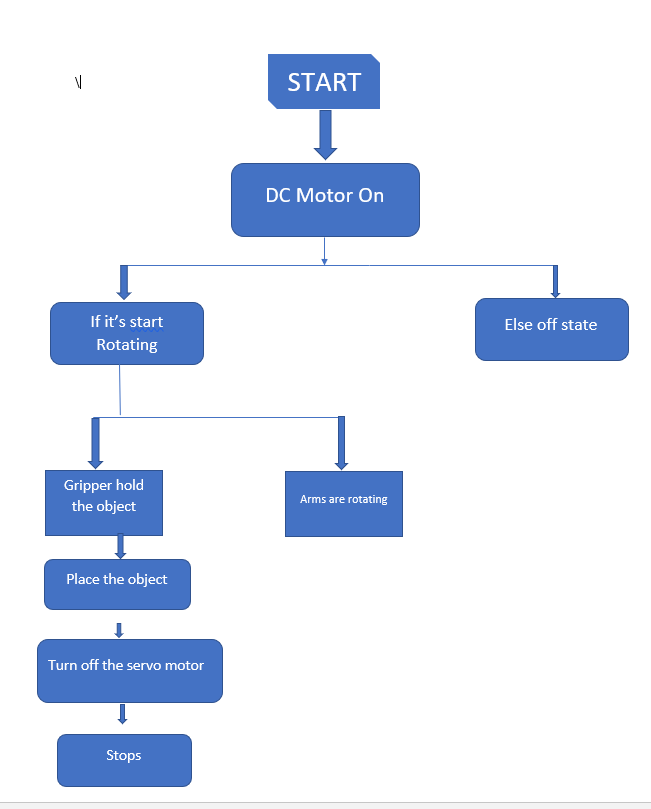 \
START
DC Motor On
If it's start
Rotating
Else off state
Gripper hold
the object
Arms are rotating
Place the object
Turn off the servo motor
Stops